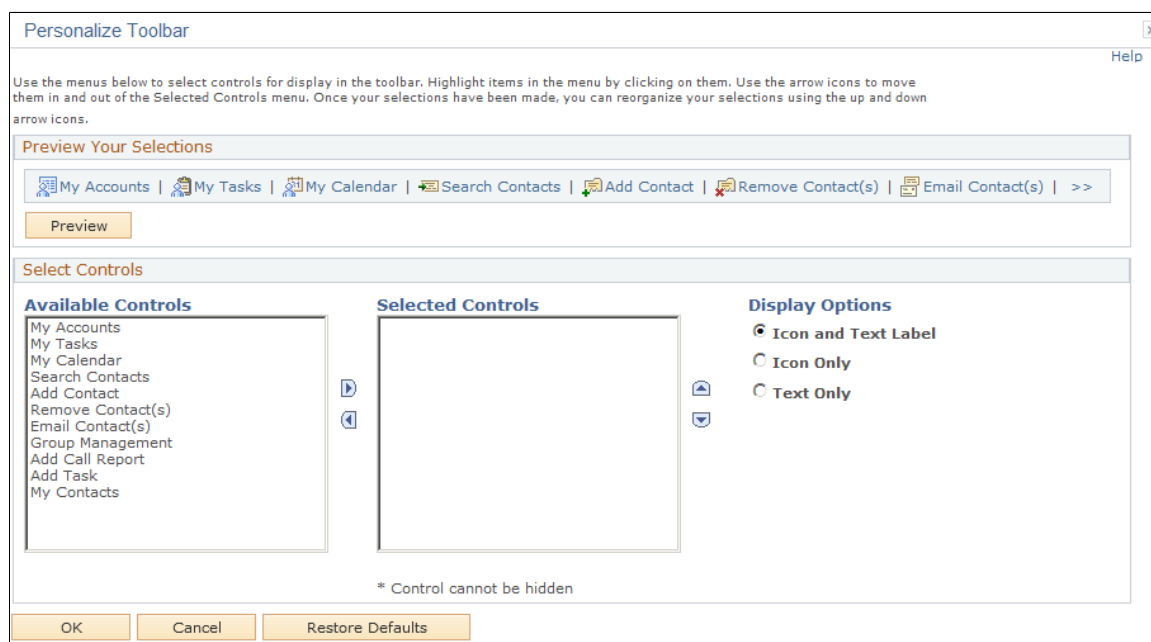 Personalize Toolbar
Help
Use the menus below to select controls for display in the toolbar. Highlight items in the menu by clicking on them. Use the arrow icons to move
them in and out of the Selected Controls menu. Once your selections have been made, you can reorganize your selections using the up and down
arrow icons.
Preview Your Selections
My Accounts | My Tasks | My Calendar | Search Contacts | Add Contact | Remove Contact(s) | Email Contact(s) | >>
Preview
Select Controls
Available Controls
My Accounts
My Tasks
My Calendar
Search Contacts
Add Contact
Remove Contact(s)
Email Contact(s)
Group Management
Add Call Report
Add Task
My Contacts
Selected Controls
* Control cannot be hidden
Display Options
Icon and Text Label
Icon Only
Text Only
OK Cancel Restore Defaults